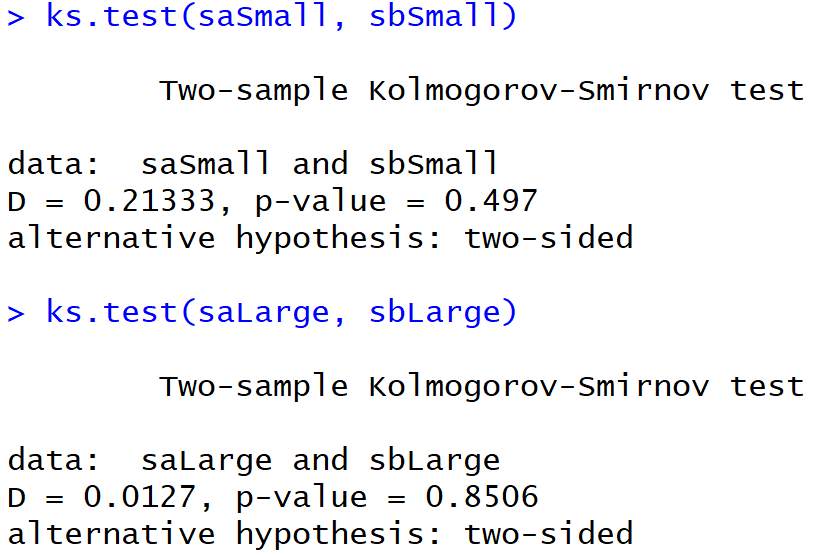 > ks.test(saSmall, sbSmall)
Two-sample Kolmogorov-Smirnov test
data:  saSmall and sbSmall
D = 0.21333, p-value = 0.497
alternative hypothesis: two-sided
> ks.test(saLarge, sbLarge)
Two-sample Kolmogorov-Smirnov test
data:  saLarge and sbLarge
D = 0.0127, p-value = 0.8506
alternative hypothesis: two-sided